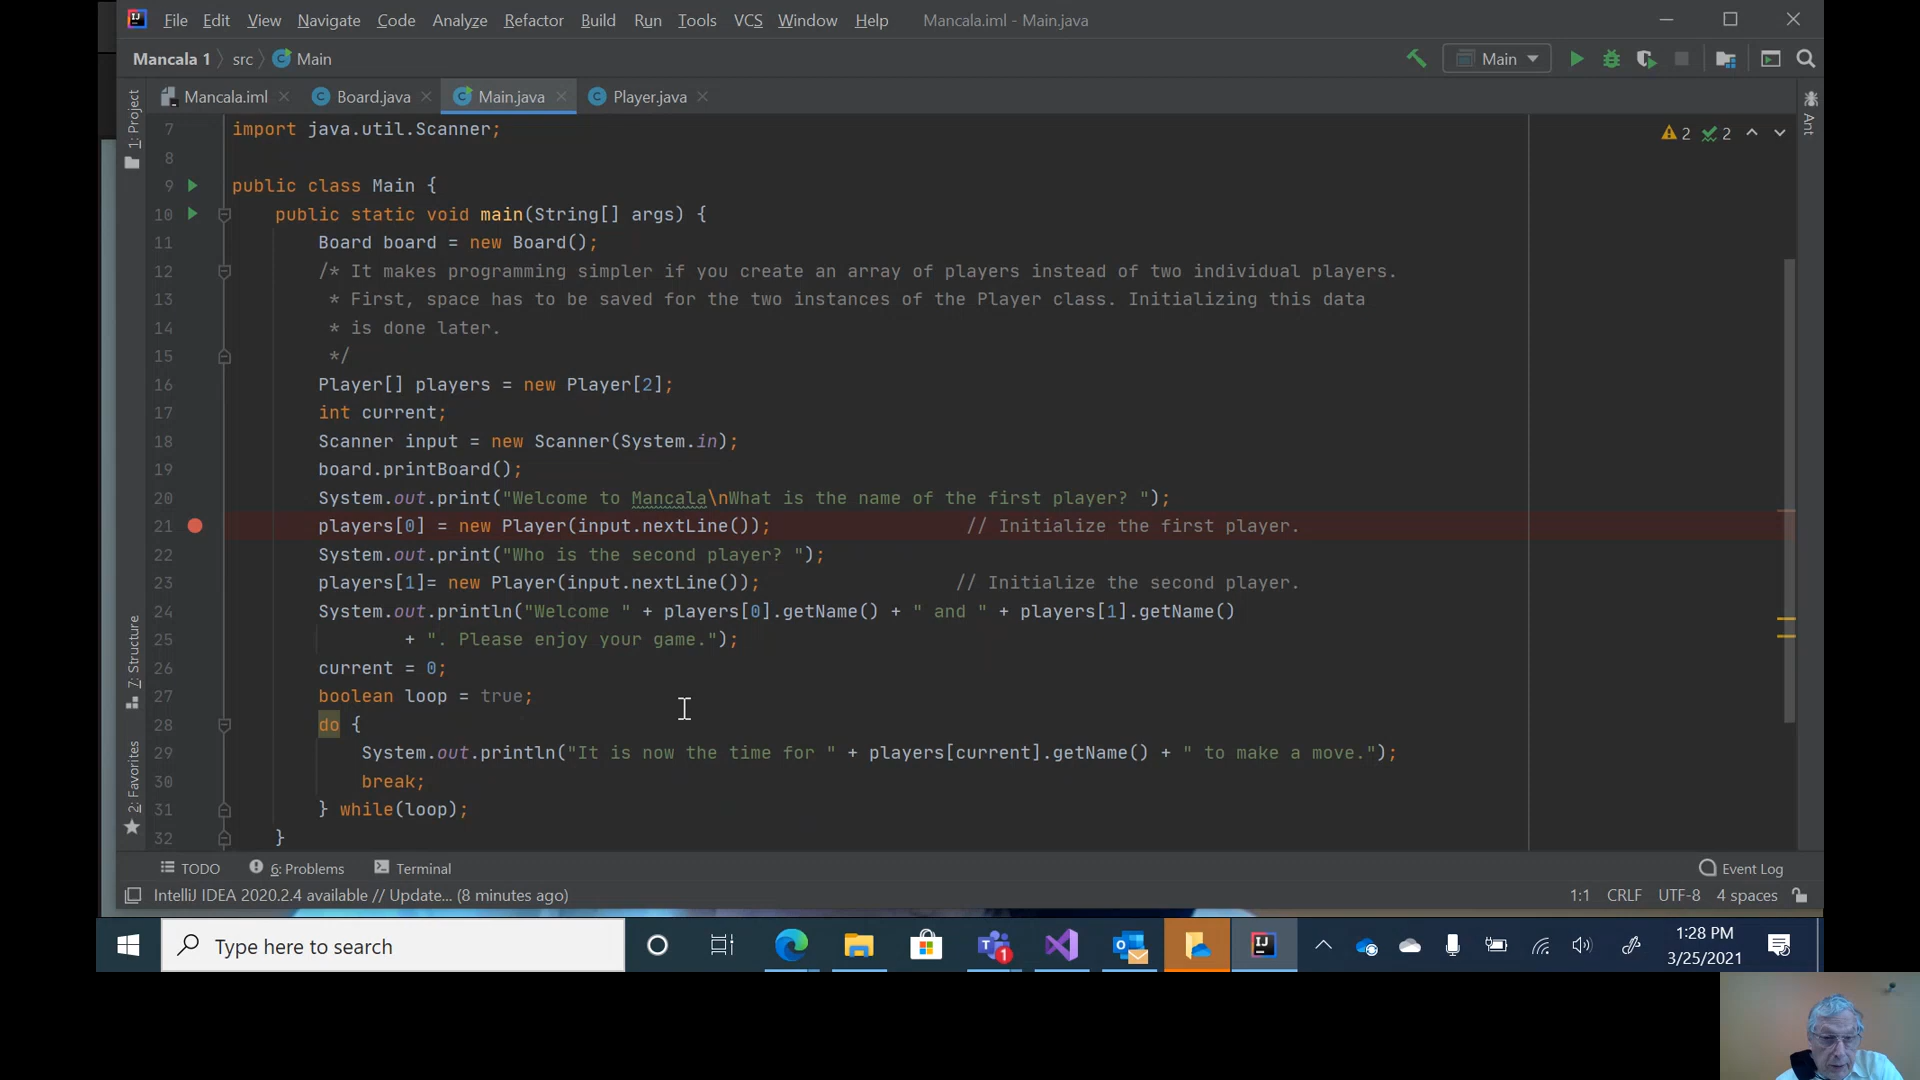 File Edit View Navigate Code Analyze Refactor Build Run Tools VCS Window Help Mancala.iml - Main.java
Mancala 1 src Main Main
Mancala.iml Board.java Main.java Player.java
1: Project
7: Structure
2: Favorites
Ant
2 2
7 import java.util.Scanner;
8
9 public class Main {
10 public static void main(String[] args) {
11 Board board = new Board();
12 /* It makes programming simpler if you create an array of players instead of two individual players.
13 * First, space has to be saved for the two instances of the Player class. Initializing this data
14 * is done later.
15 */
16 Player[] players = new Player[2];
17 int current;
18 Scanner input = new Scanner(System.in);
19 board.printBoard();
20 System.out.print("Welcome to Mancala\nWhat is the name of the first player? ");
21 players[0] = new Player(input.nextLine()); // Initialize the first player.
22 System.out.print("Who is the second player? ");
23 players[1]= new Player(input.nextLine()); // Initialize the second player.
24 System.out.println("Welcome " + players[0].getName() + " and " + players[1].getName()
25 + ". Please enjoy your game.");
26 current = 0;
27 boolean loop = true;
28 do {
29 System.out.println("It is now the time for " + players[current].getName() + " to make a move.");
30 break;
31 } while(loop);
32 }
TODO 6: Problems Terminal Event Log
IntelliJ IDEA 2020.2.4 available // Update... (8 minutes ago) 1:1 CRLF UTF-8 4 spaces
Type here to search 1 IJ 1:28 PM
3/25/2021